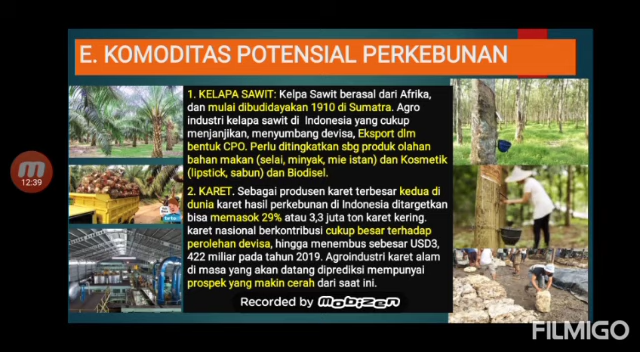 E. KOMODITAS POTENSIAL PERKEBUNAN
1. KELAPA SAWIT: Kelpa Sawit berasal dari Afrika,
dan mulai dibudidayakan 1910 di Sumatra. Agro
industri kelapa sawit di Indonesia yang cukup
menjanjikan, menyumbang devisa, Eksport dlm
bentuk CPO. Perlu ditingkatkan sbg produk olahan
bahan makan (selai, minyak, mie istan) dan Kosmetik
(lipstick, sabun) dan Biodisel.
2. KARET. Sebagai produsen karet terbesar kedua di
dunia karet hasil perkebunan di Indonesia ditargetkan
bisa memasok 29% atau 3,3 juta ton karet kering.
karet nasional berkontribusi cukup besar terhadap
perolehan devisa, hingga menembus sebesar USD3,
422 miliar pada tahun 2019. Agroindustri karet alam
di masa yang akan datang diprediksi mempunyai
prospek yang makin cerah dari saat ini.
12:39
Recorded by mobizen
FILMIGO